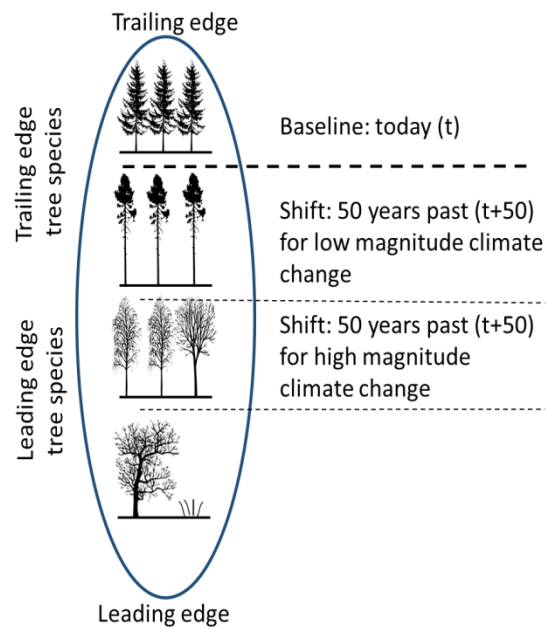 Trailing edge
Trailing edge
tree species
Baseline: today (t)
Shift: 50 years past (t+50)
for low magnitude climate
change
Leading edge
tree species
Shift: 50 years past (t+50)
for high magnitude
climate change
Leading edge